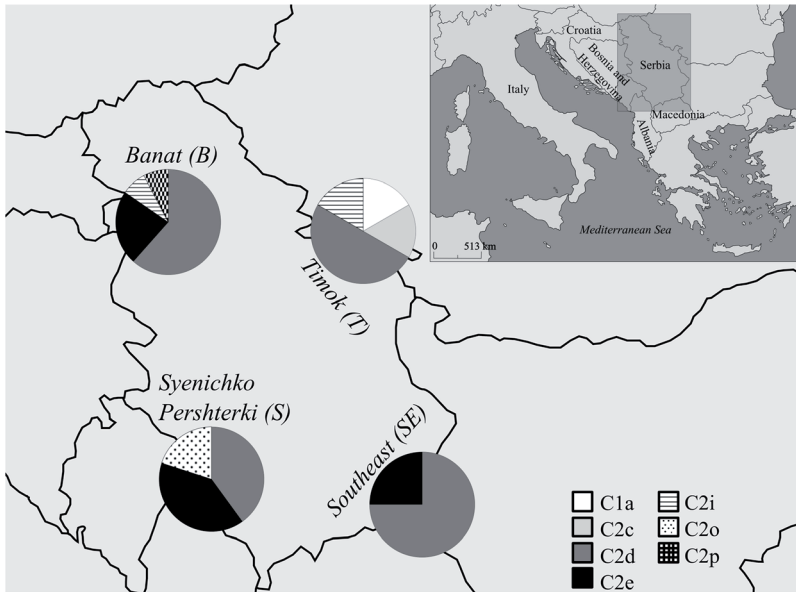 Croatia
Bosnia and
Herzegovina
Serbia
Italy
Macedonia
Albania
Mediterranean Sea
0 513 km
Banat (B)
Timok (T)
Syenichko
Pershterki (S)
Southeast (SE)
C1a
C2c
C2d
C2e
C2i
C2o
C2p